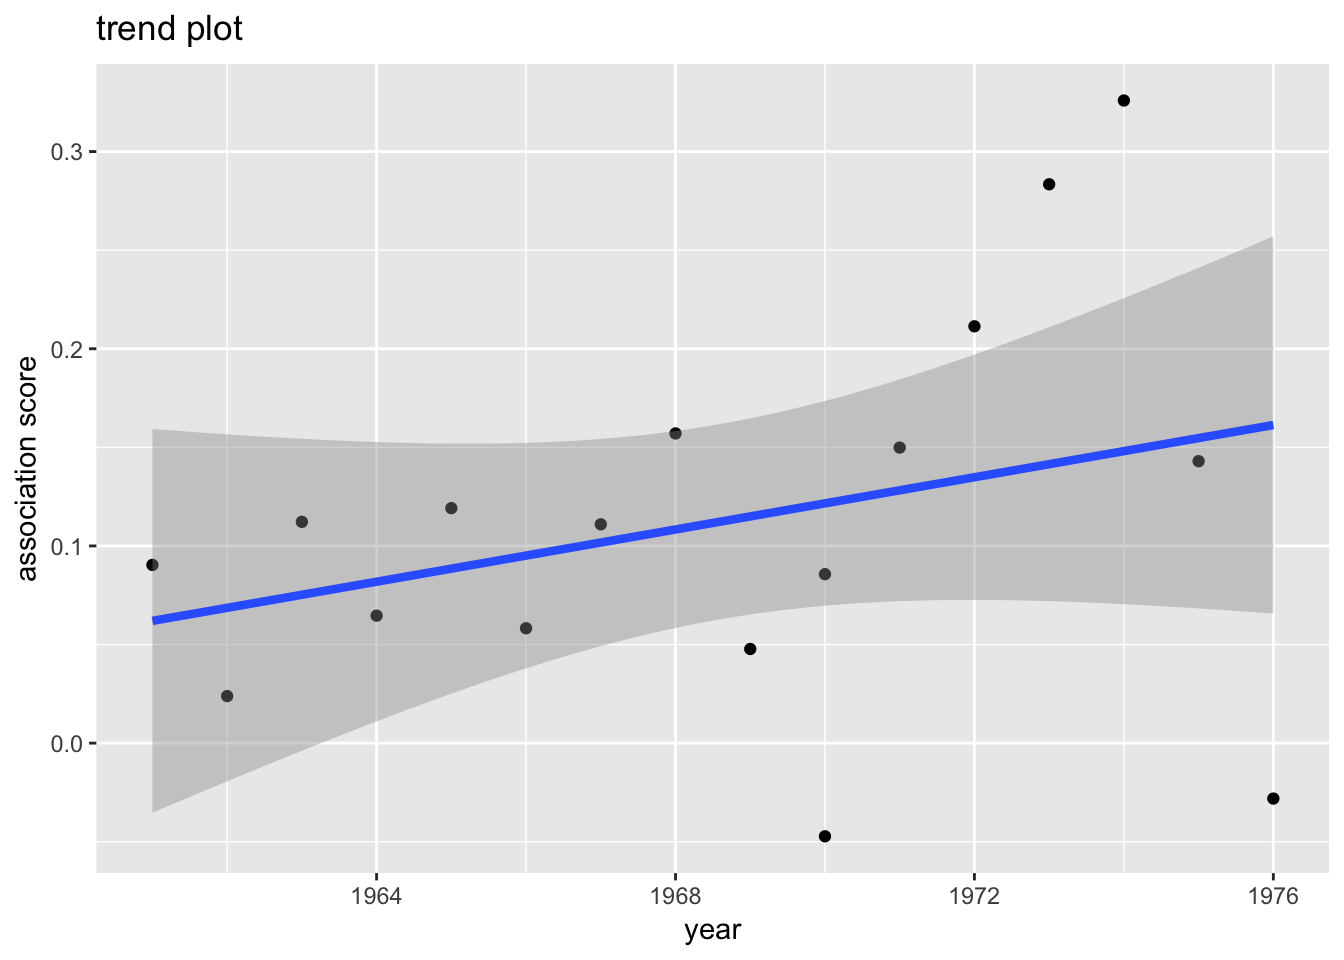 trend plot
association score
0.3
0.2
0.1
0.0
1964 1968 1972 1976
year